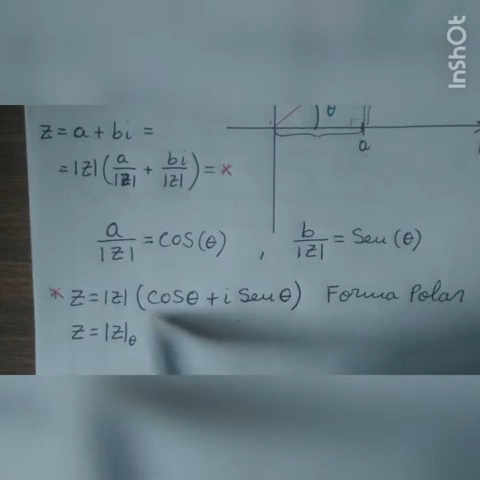 InShOt
θ
a
z = a + bi =
= |z| (a/|z| + bi/|z|) = *
a/|z| = cos(θ) , b/|z| = Sen(θ)
* z = |z| (cosθ + i Senθ) Forma Polar
z = |z|θ